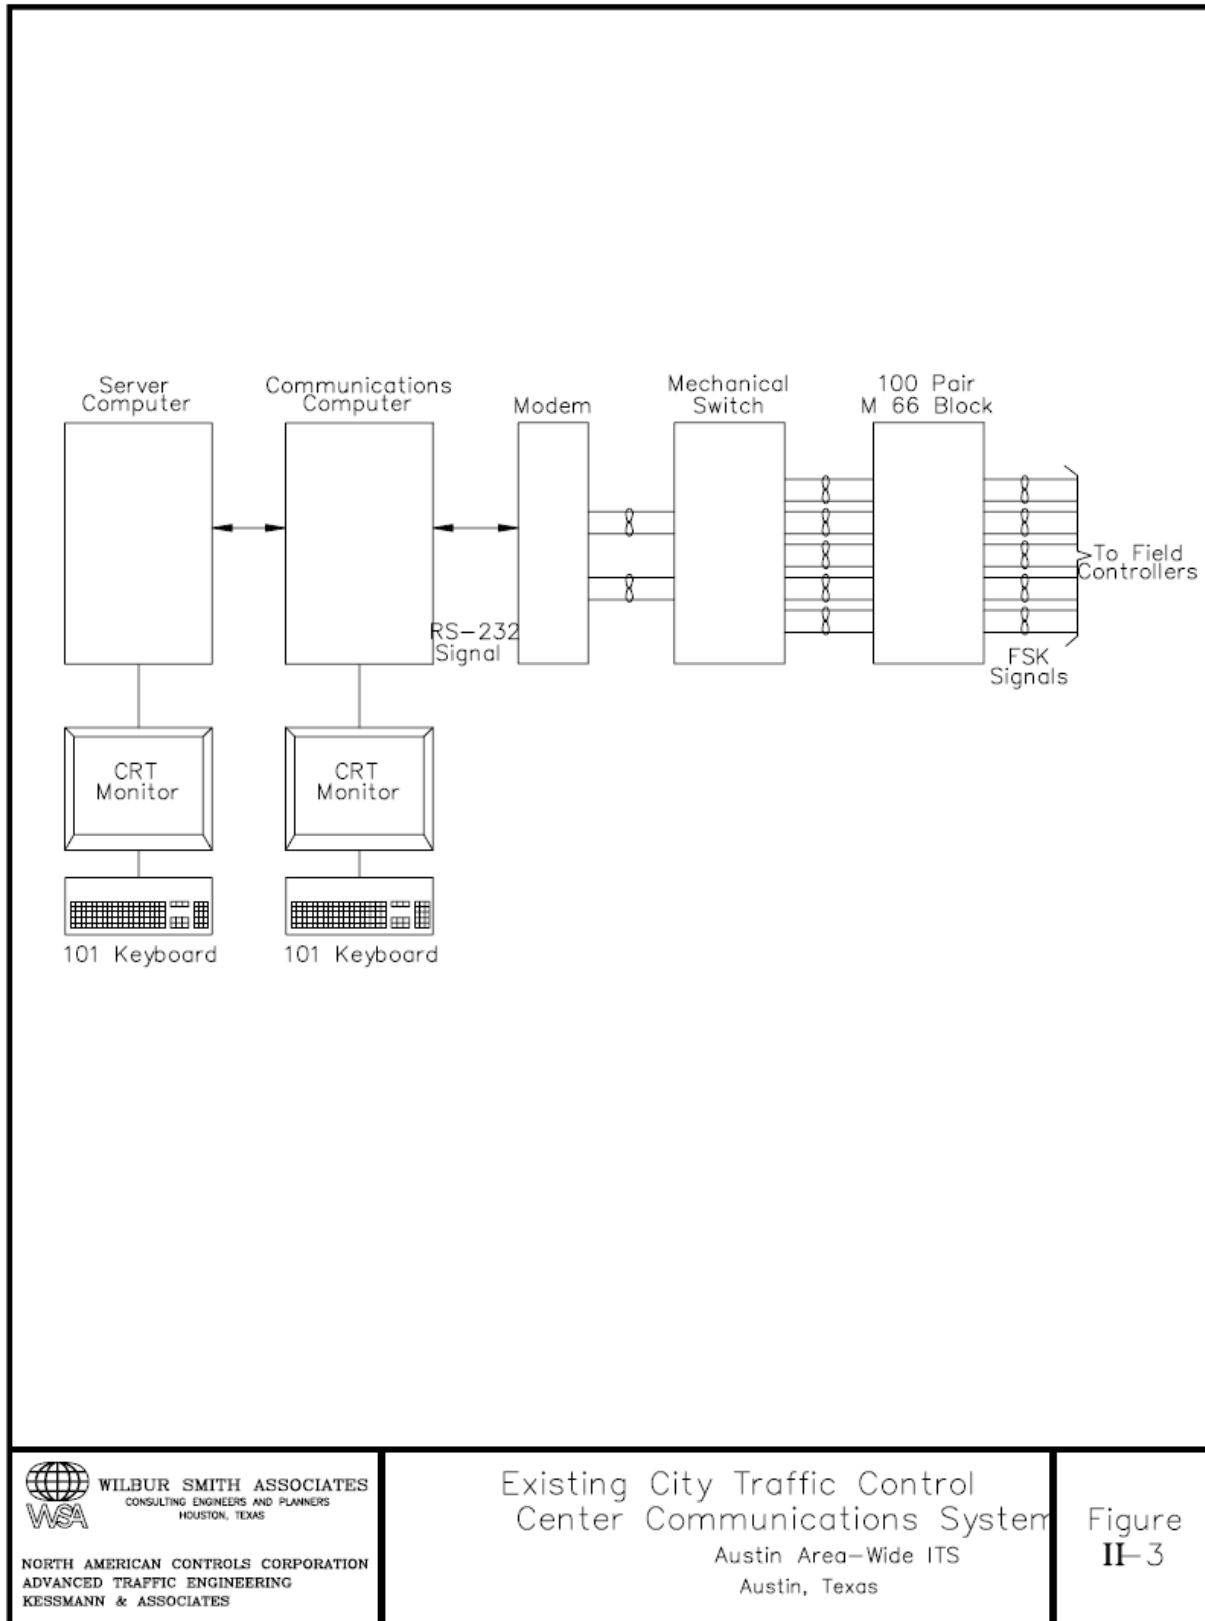 Server
Computer
Communications
Computer
Modem
Mechanical
Switch
100 Pair
M 66 Block
To Field
Controllers
RS-232
Signal
FSK
Signals
CRT
Monitor
CRT
Monitor
101 Keyboard
101 Keyboard
WSA
WILBUR SMITH ASSOCIATES
CONSULTING ENGINEERS AND PLANNERS
HOUSTON, TEXAS
NORTH AMERICAN CONTROLS CORPORATION
ADVANCED TRAFFIC ENGINEERING
KESSMANN & ASSOCIATES
Existing City Traffic Control
Center Communications System
Austin Area-Wide ITS
Austin, Texas
Figure
II-3